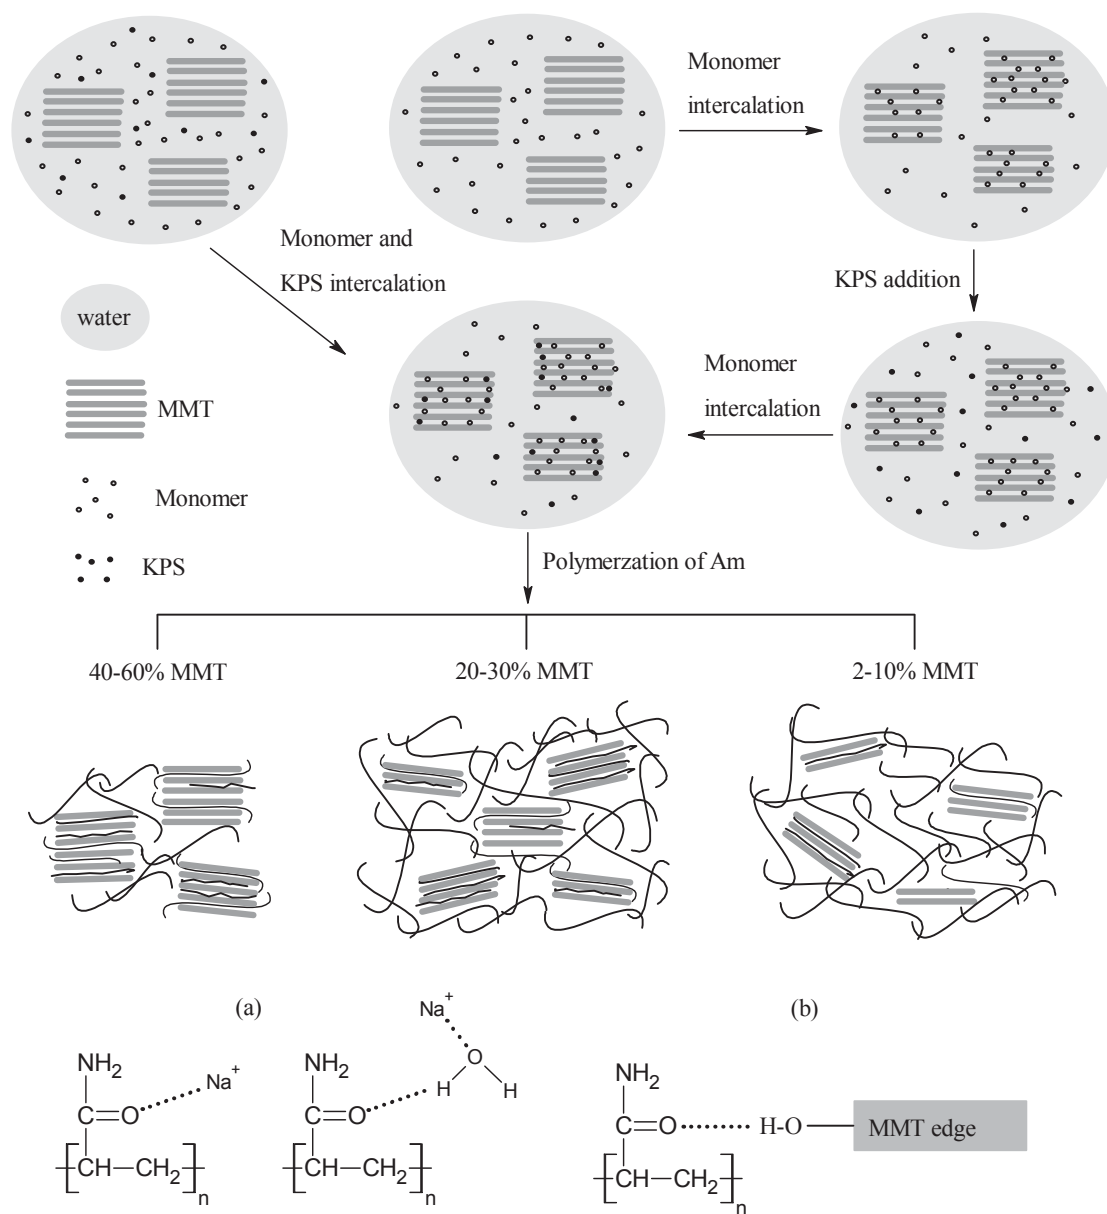 Monomer
intercalation
Monomer and
KPS intercalation
KPS addition
water
Monomer
intercalation
MMT
Monomer
KPS
Polymerzation of Am
40-60% MMT
20-30% MMT
2-10% MMT
(a)
(b)
Na+
NH2
Na+
C=O
CH—CH2
n
NH2
O
H
H
C=O
CH—CH2
n
NH2
C=O
H-O
MMT edge
CH—CH2
n